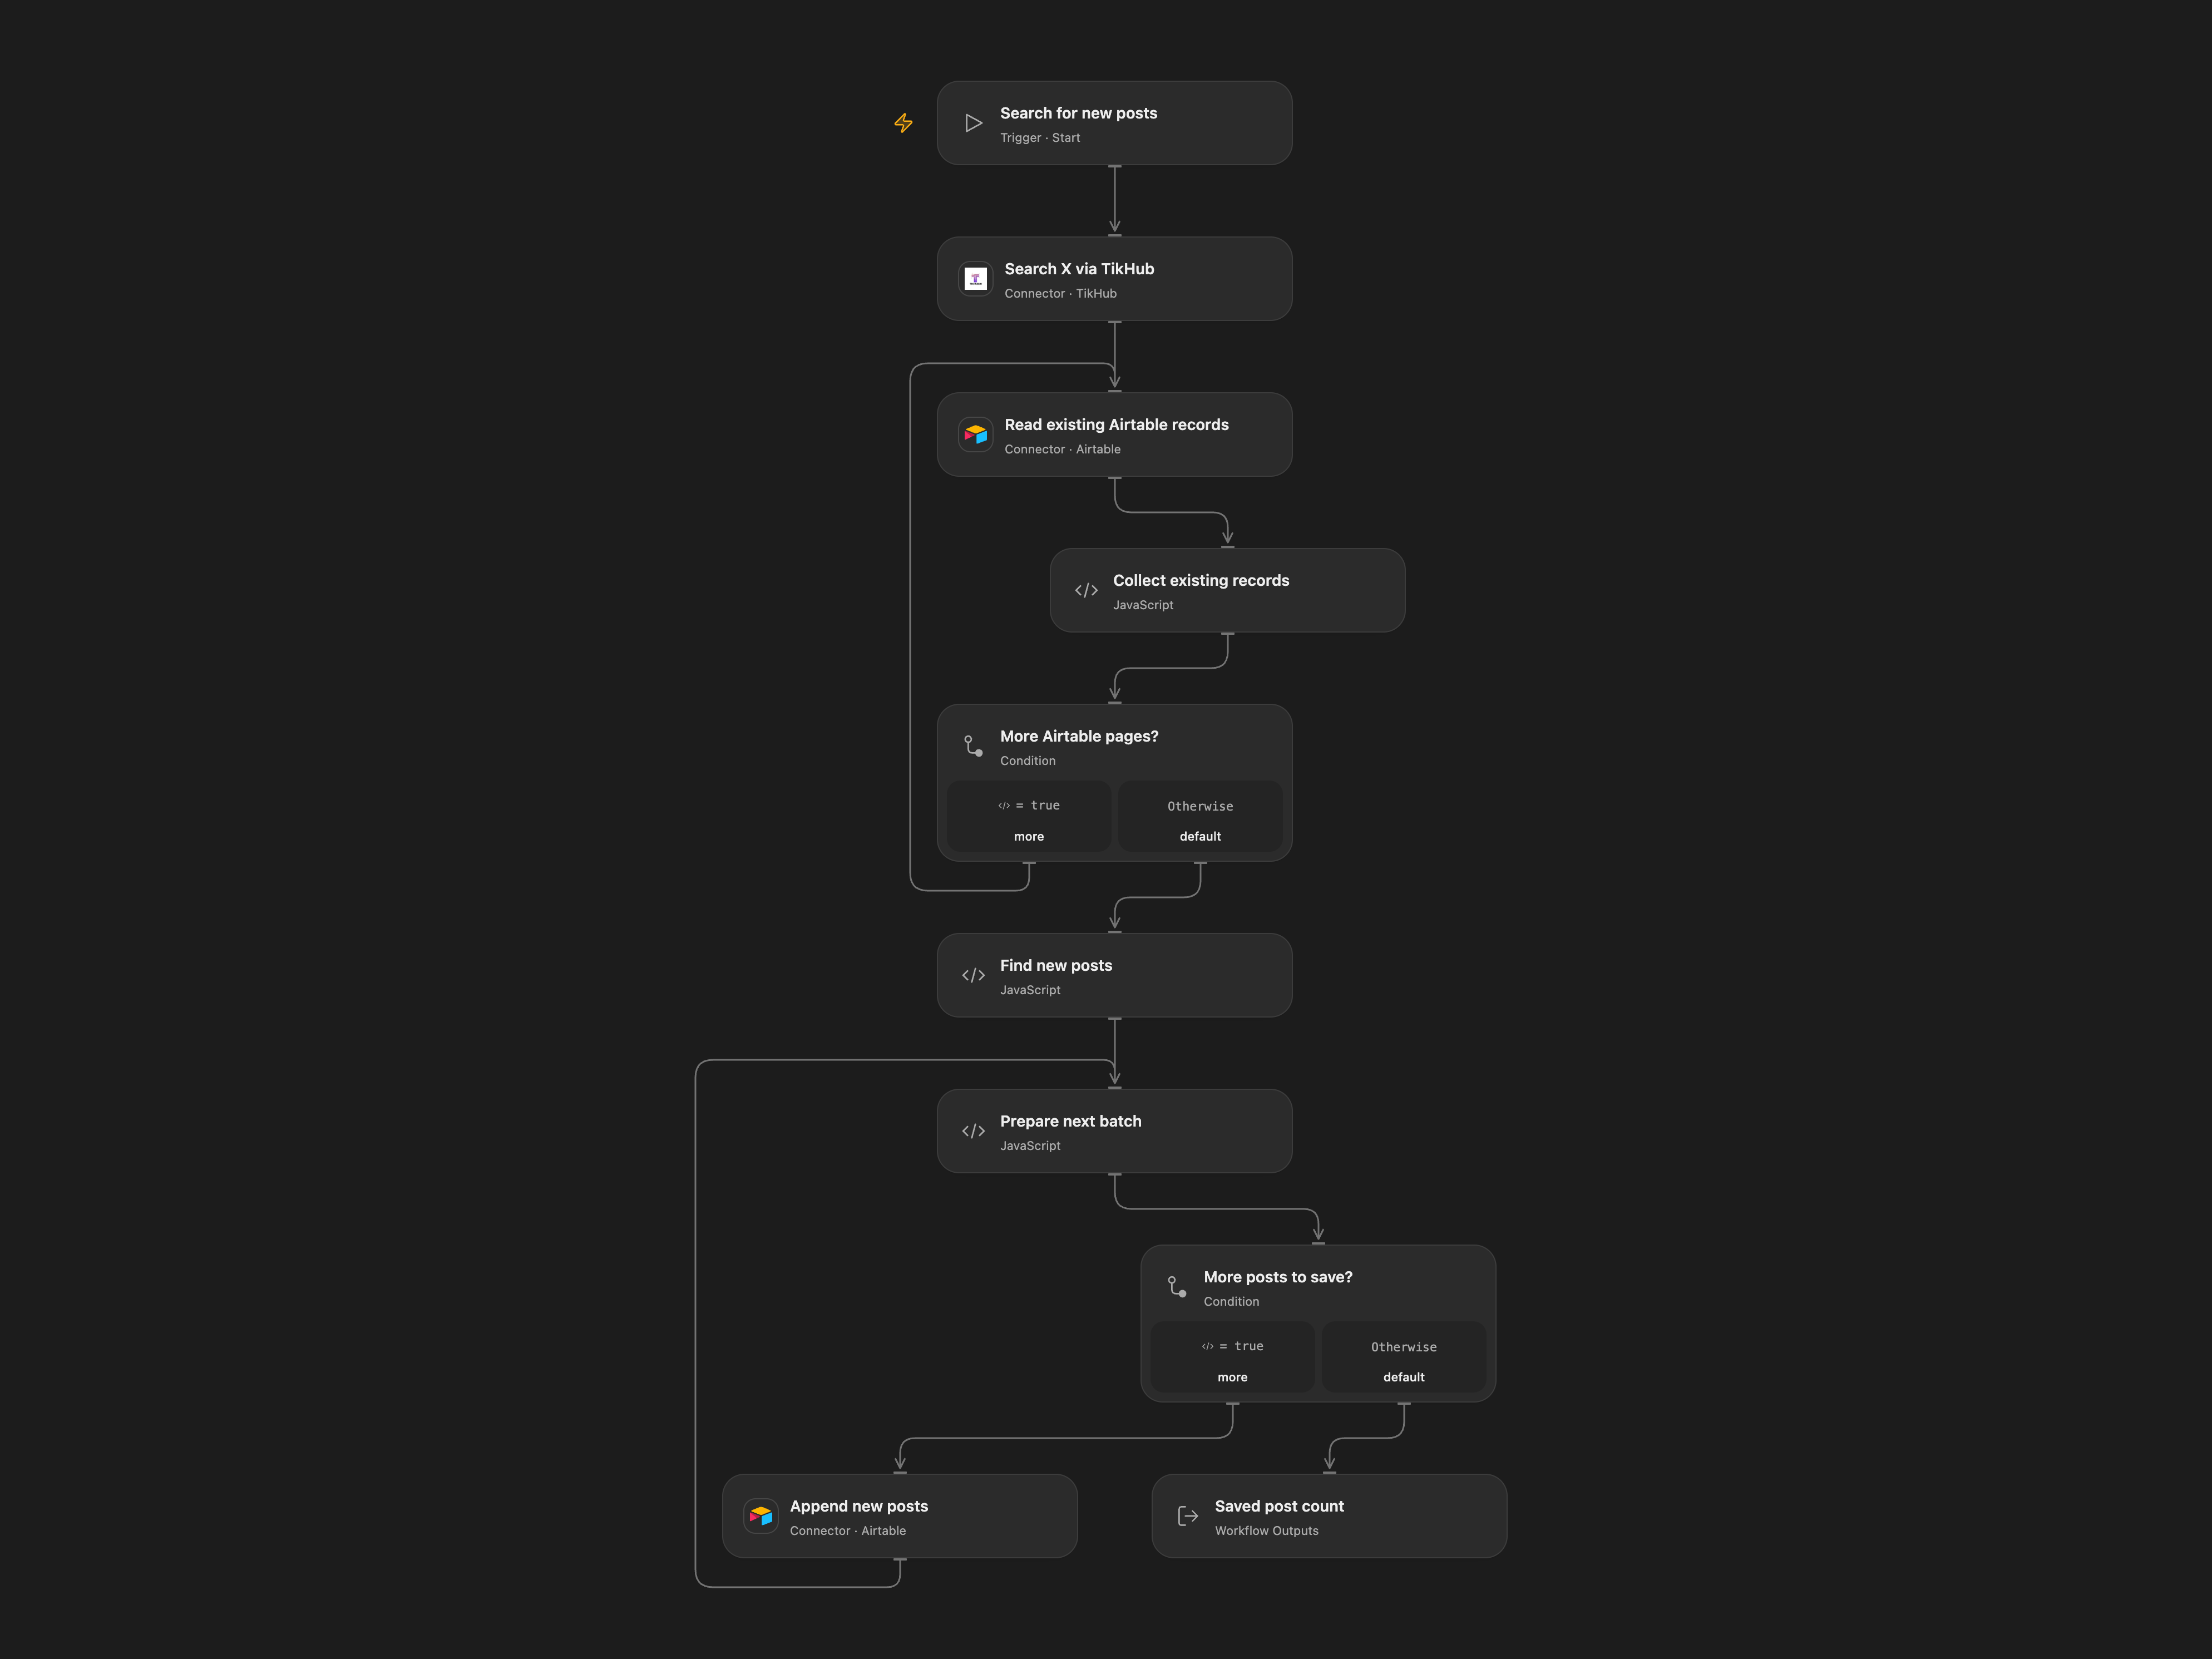 Search for new posts
Trigger · Start
Search X via TikHub
Connector · TikHub
Read existing Airtable records
Connector · Airtable
Collect existing records
JavaScript
More Airtable pages?
Condition
</> = true
Otherwise
more
default
Find new posts
JavaScript
Prepare next batch
JavaScript
More posts to save?
Condition
</> = true
Otherwise
more
default
Append new posts
Connector · Airtable
Saved post count
Workflow Outputs